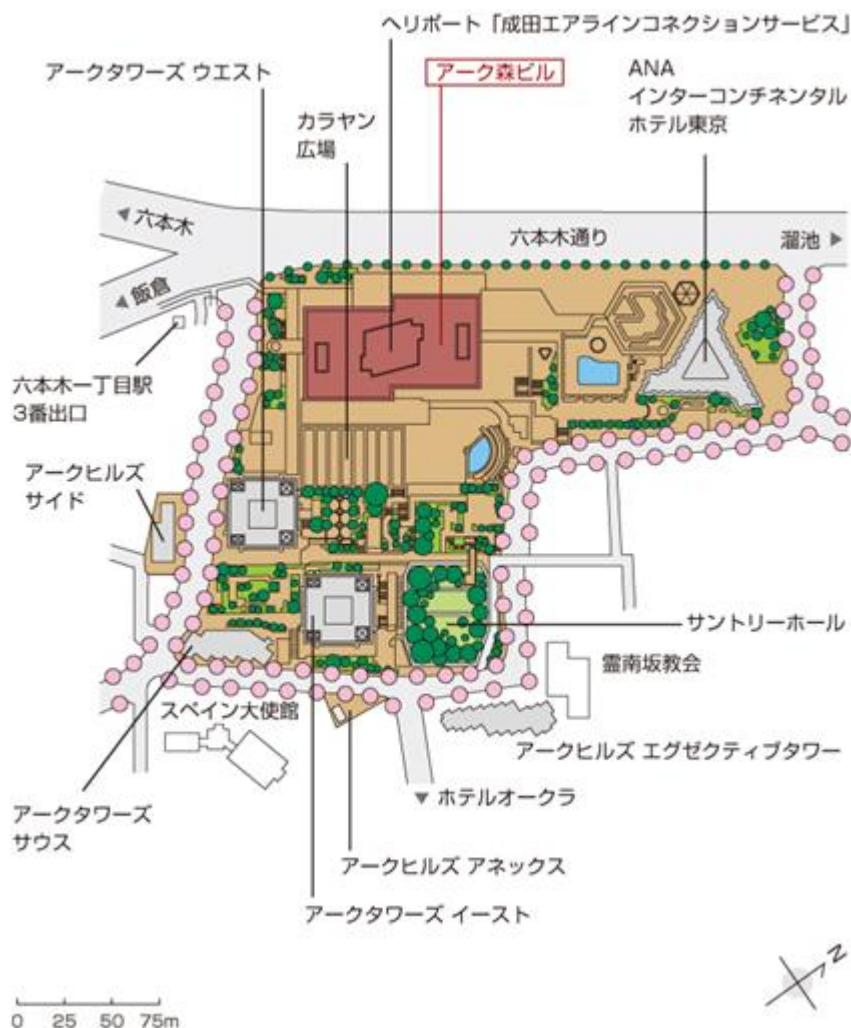 ヘリポート「成田エアラインコネクションサービス」
アークタワーズ ウエスト
アーク森ビル
ANA
インターコンチネンタル
ホテル東京
カラヤン
広場
六本木
六本木通り
溜池
飯倉
六本木一丁目駅
3番出口
アークヒルズ
サイド
サントリーホール
霊南坂教会
スペイン大使館
アークヒルズ エグゼクティブタワー
ホテルオークラ
アークタワーズ
サウス
アークヒルズ アネックス
アークタワーズ イースト
N
0 25 50 75m